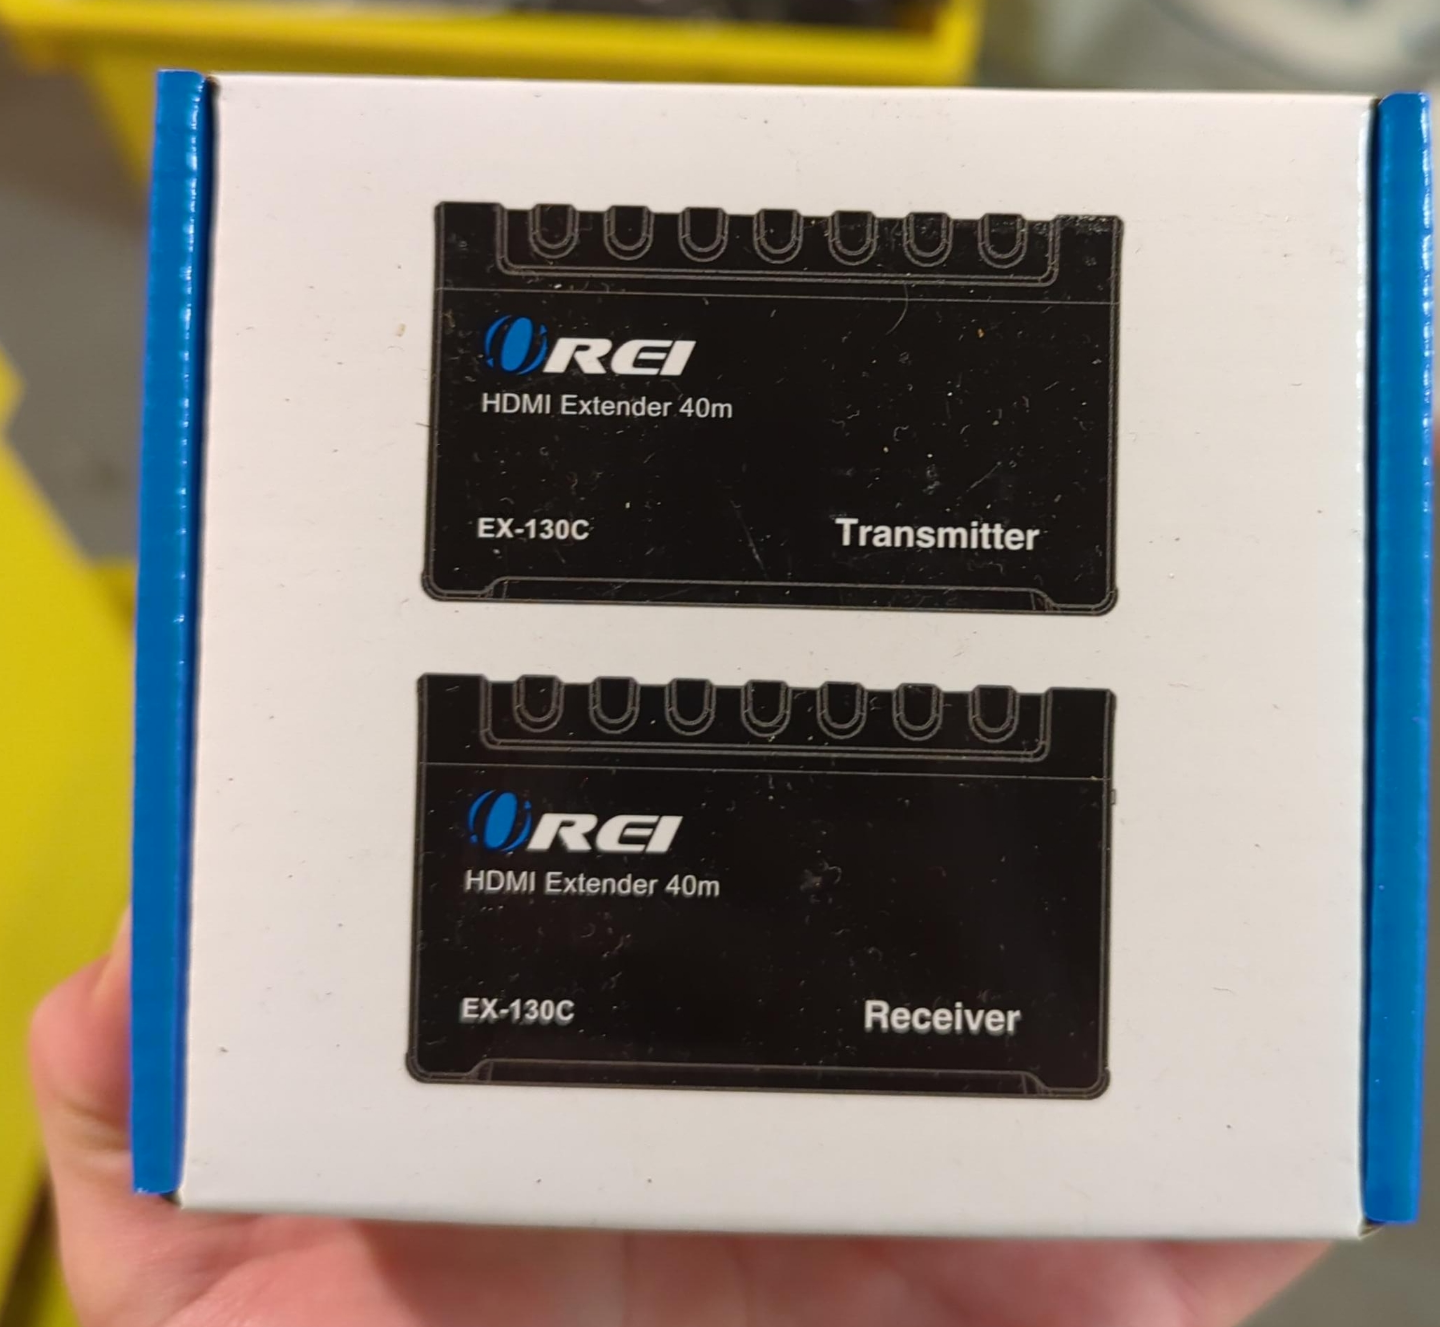 OREI
HDMI Extender 40m
EX-130C
Transmitter
OREI
HDMI Extender 40m
EX-130C
Receiver